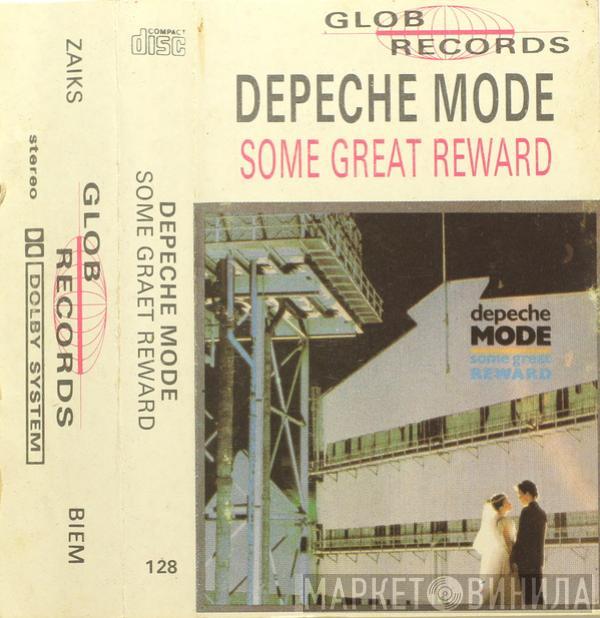 ZAIKS
BIEM
stereo
GLOB
RECORDS
DOLBY SYSTEM
COMPACT
disc
DEPECHE MODE
SOME GRAET REWARD
128
GLOB
RECORDS
DEPECHE MODE
SOME GREAT REWARD
depeche
MODE
some great
REWARD
МАРКЕТ ВИНИЛА